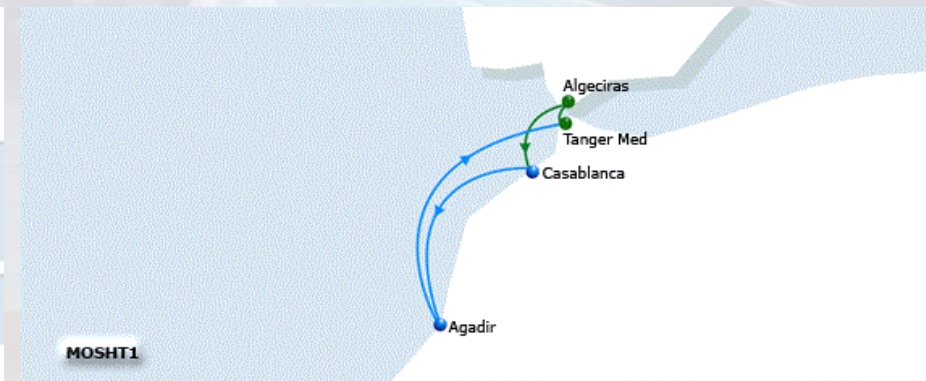 Algeciras
Tanger Med
Casablanca
Agadir
MOSHT1